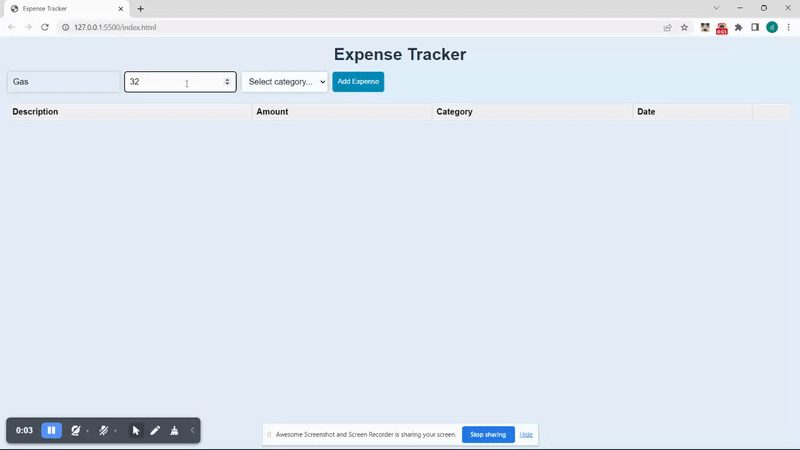 Expense Tracker
127.0.0.1:5500/index.html
d
Expense Tracker
Gas 32 Select category... Add Expense
Description Amount Category Date
0:03
Awesome Screenshot and Screen Recorder is sharing your screen. Stop sharing Hide